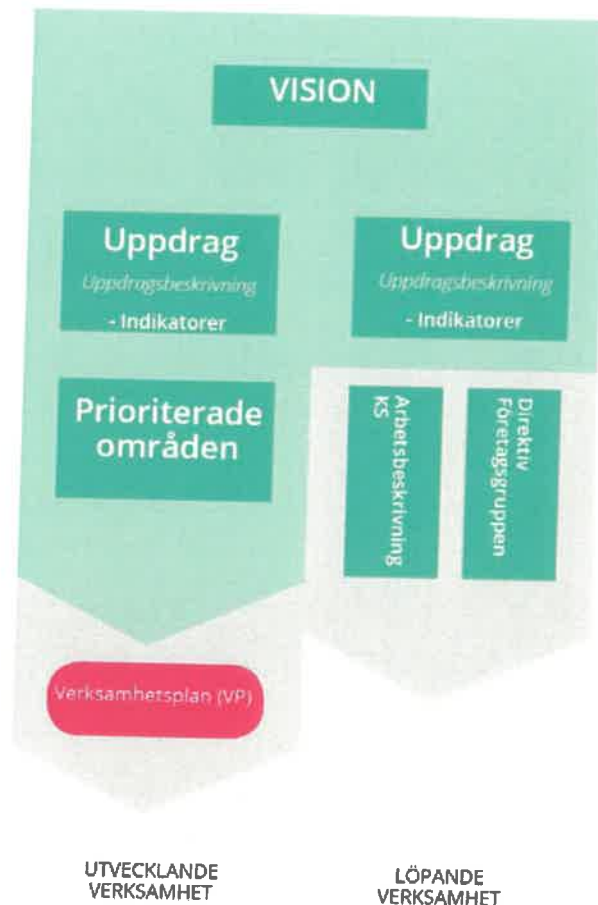 VISION
Uppdrag
Uppdragsbeskrivning
- Indikatorer
Uppdrag
Uppdragsbeskrivning
- Indikatorer
Prioriterade
områden
Arbetsbeskrivning
KS
Direktiv
Företagsgruppen
Verksamhetsplan (VP)
UTVECKLANDE
VERKSAMHET
LÖPANDE
VERKSAMHET